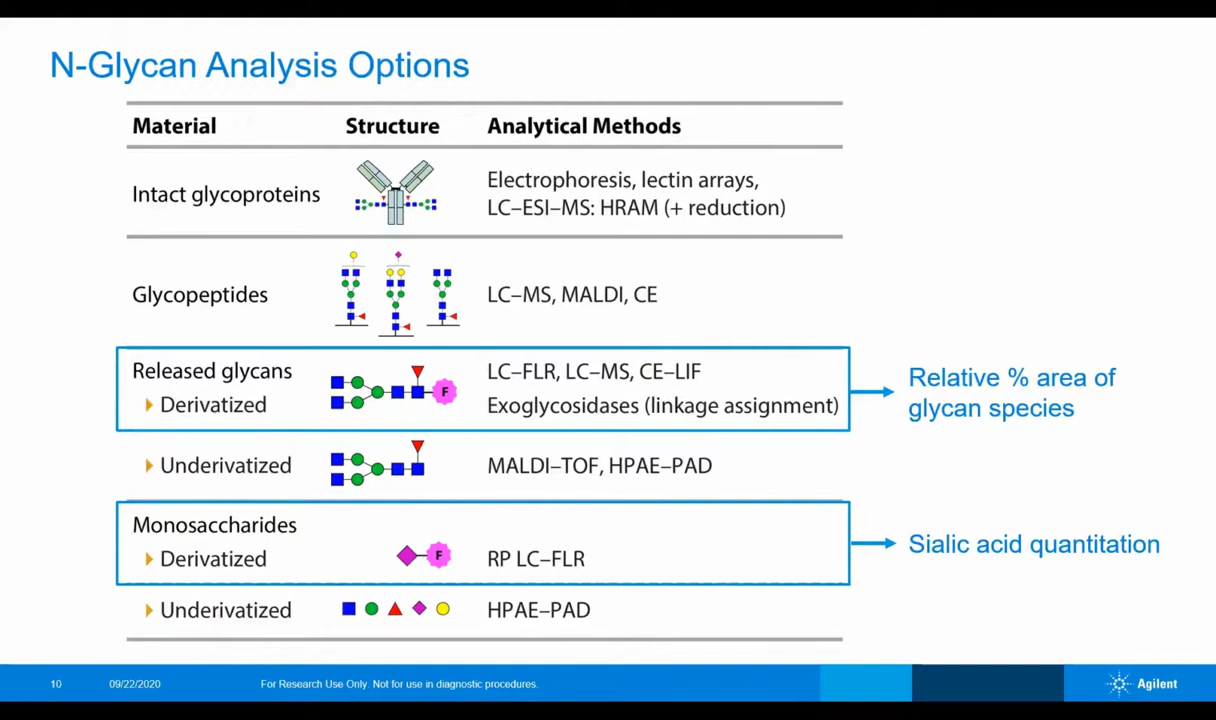 N-Glycan Analysis Options
Material Structure Analytical Methods
Intact glycoproteins
Electrophoresis, lectin arrays,
LC–ESI–MS: HRAM (+ reduction)
Glycopeptides
LC–MS, MALDI, CE
Released glycans
LC–FLR, LC–MS, CE–LIF
Derivatized
F
Exoglycosidases (linkage assignment)
Relative % area of
glycan species
Underivatized
MALDI–TOF, HPAE–PAD
Monosaccharides
Derivatized
F
RP LC–FLR
Sialic acid quantitation
Underivatized
HPAE–PAD
10 09/22/2020 For Research Use Only. Not for use in diagnostic procedures. Agilent